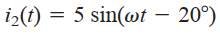 i₂(t) = 5 sin(ωt − 20°)